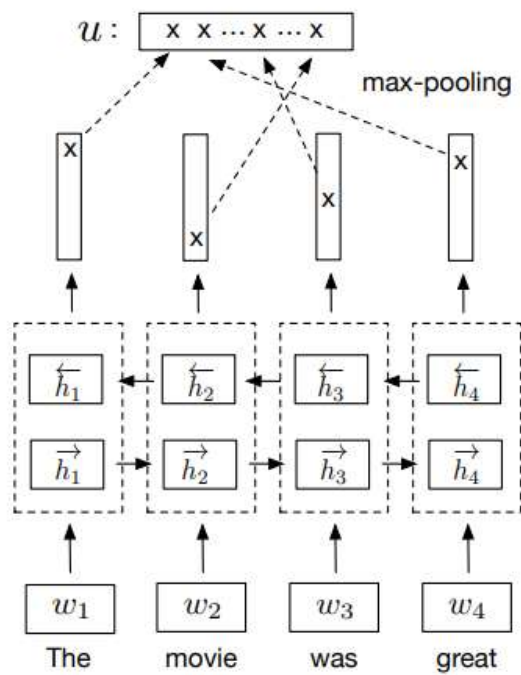 u : x x ... x ... x
max-pooling
x x x x
←h₁ ←h₂ ←h₃ ←h₄
→h₁ →h₂ →h₃ →h₄
w₁ w₂ w₃ w₄
The movie was great